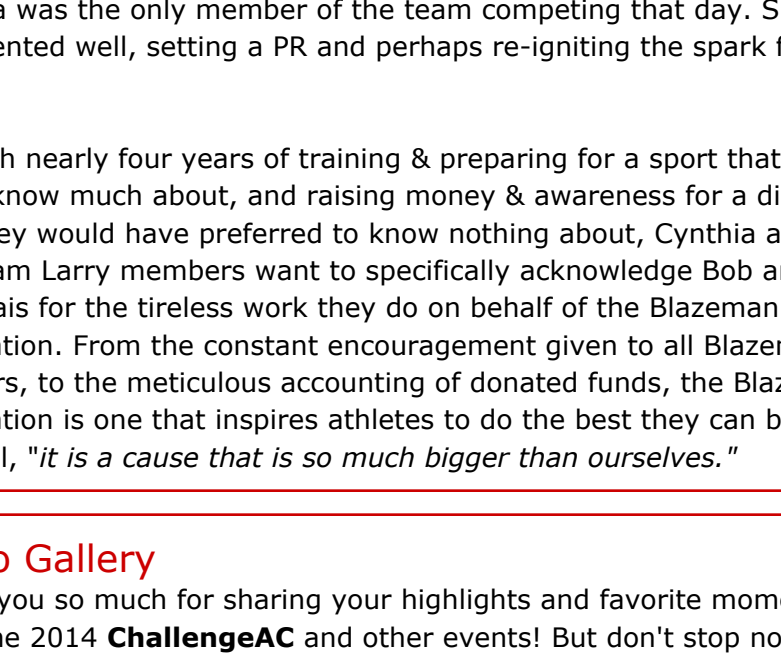 a was the only member of the team competing that day. S
ented well, setting a PR and perhaps re-igniting the spark f
h nearly four years of training & preparing for a sport that
know much about, and raising money & awareness for a di
ey would have preferred to know nothing about, Cynthia a
am Larry members want to specifically acknowledge Bob a
ais for the tireless work they do on behalf of the Blazeman
tion. From the constant encouragement given to all Blaze
rs, to the meticulous accounting of donated funds, the Blaz
ation is one that inspires athletes to do the best they can b
l, "it is a cause that is so much bigger than ourselves."
o Gallery
you so much for sharing your highlights and favorite mom
he 2014 ChallengeAC and other events! But don't stop no